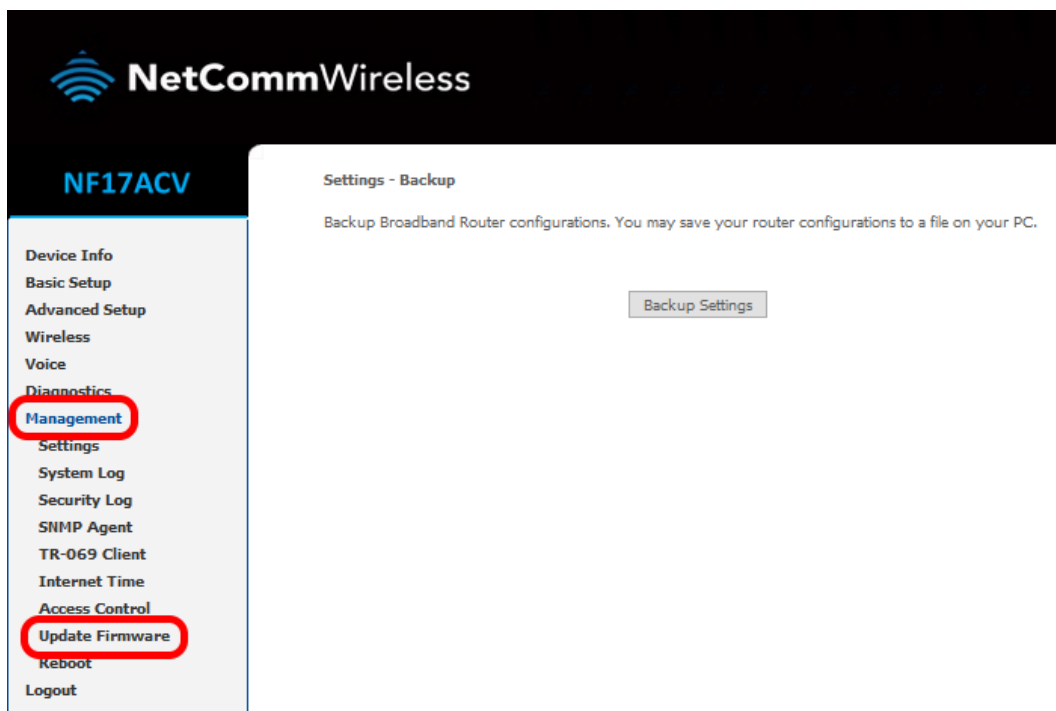 NetCommWireless
NF17ACV
Settings - Backup
Backup Broadband Router configurations. You may save your router configurations to a file on your PC.
Backup Settings
Device Info
Basic Setup
Advanced Setup
Wireless
Voice
Diagnostics
Management
Settings
System Log
Security Log
SNMP Agent
TR-069 Client
Internet Time
Access Control
Update Firmware
Reboot
Logout